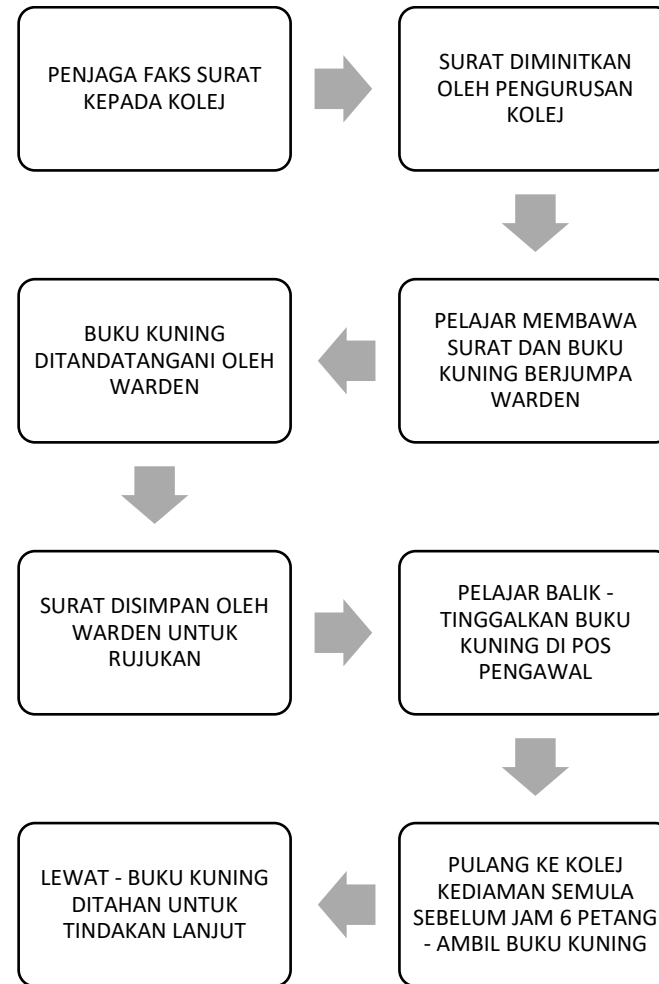 PENJAGA FAKS SURAT
KEPADA KOLEJ
SURAT DIMINITKAN
OLEH PENGURUSAN
KOLEJ
PELAJAR MEMBAWA
SURAT DAN BUKU
KUNING BERJUMPA
WARDEN
BUKU KUNING
DITANDATANGANI OLEH
WARDEN
SURAT DISIMPAN OLEH
WARDEN UNTUK
RUJUKAN
PELAJAR BALIK -
TINGGALKAN BUKU
KUNING DI POS
PENGAWAL
PULANG KE KOLEJ
KEDIAMAN SEMULA
SEBELUM JAM 6 PETANG
- AMBIL BUKU KUNING
LEWAT - BUKU KUNING
DITAHAN UNTUK
TINDAKAN LANJUT